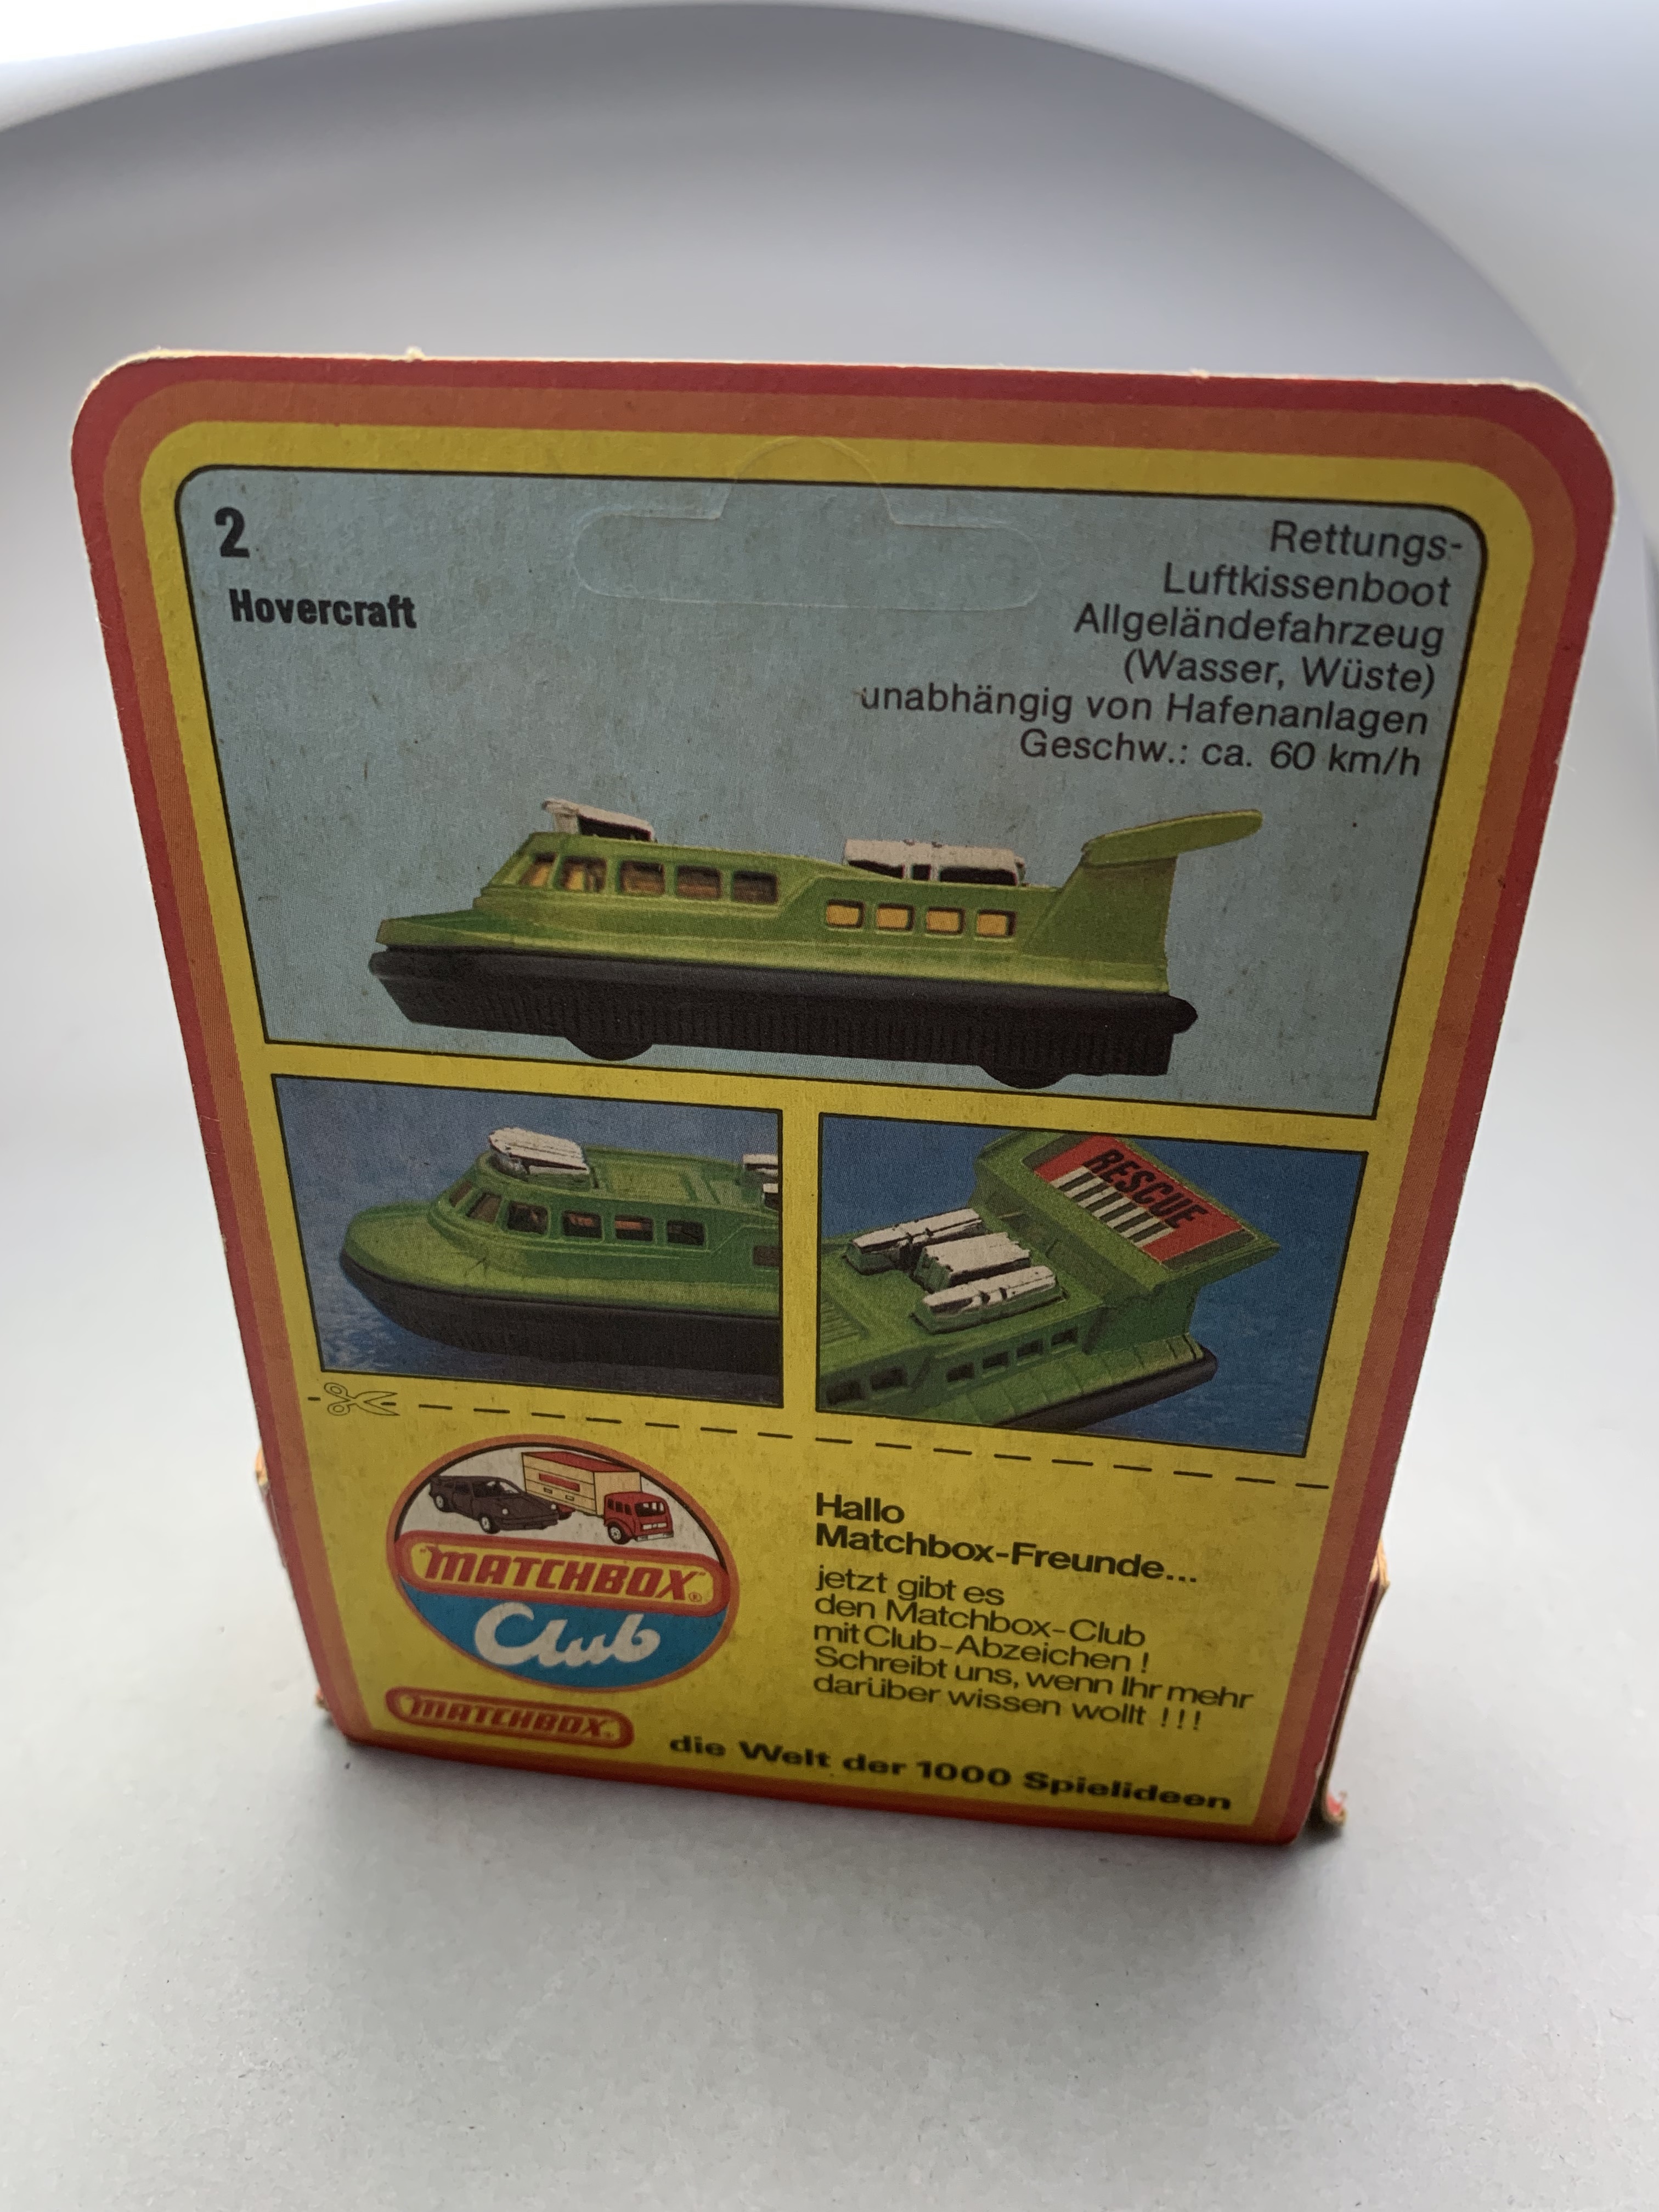 2
Hovercraft
Rettungs-
Luftkissenboot
Allgeländefahrzeug
(Wasser, Wüste)
unabhängig von Hafenanlagen
Geschw.: ca. 60 km/h
RESCUE
"MATCHBOX"®
Club
Hallo
Matchbox-Freunde...
jetzt gibt es
den Matchbox-Club
mit Club-Abzeichen !
Schreibt uns, wenn Ihr mehr
darüber wissen wollt !!!
MATCHBOX®
die Welt der 1000 Spielideen